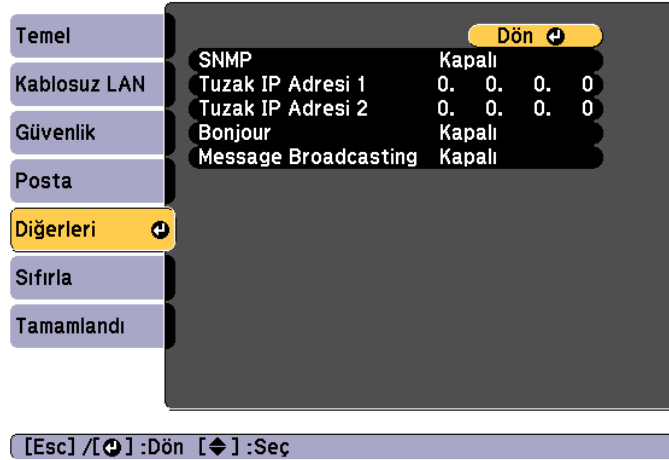 Temel
Kablosuz LAN
Güvenlik
Posta
Diğerleri
Sıfırla
Tamamlandı
Dön
SNMP Kapalı
Tuzak IP Adresi 1 0. 0. 0. 0
Tuzak IP Adresi 2 0. 0. 0. 0
Bonjour Kapalı
Message Broadcasting Kapalı
[Esc] /[ ] :Dön [ ] :Seç